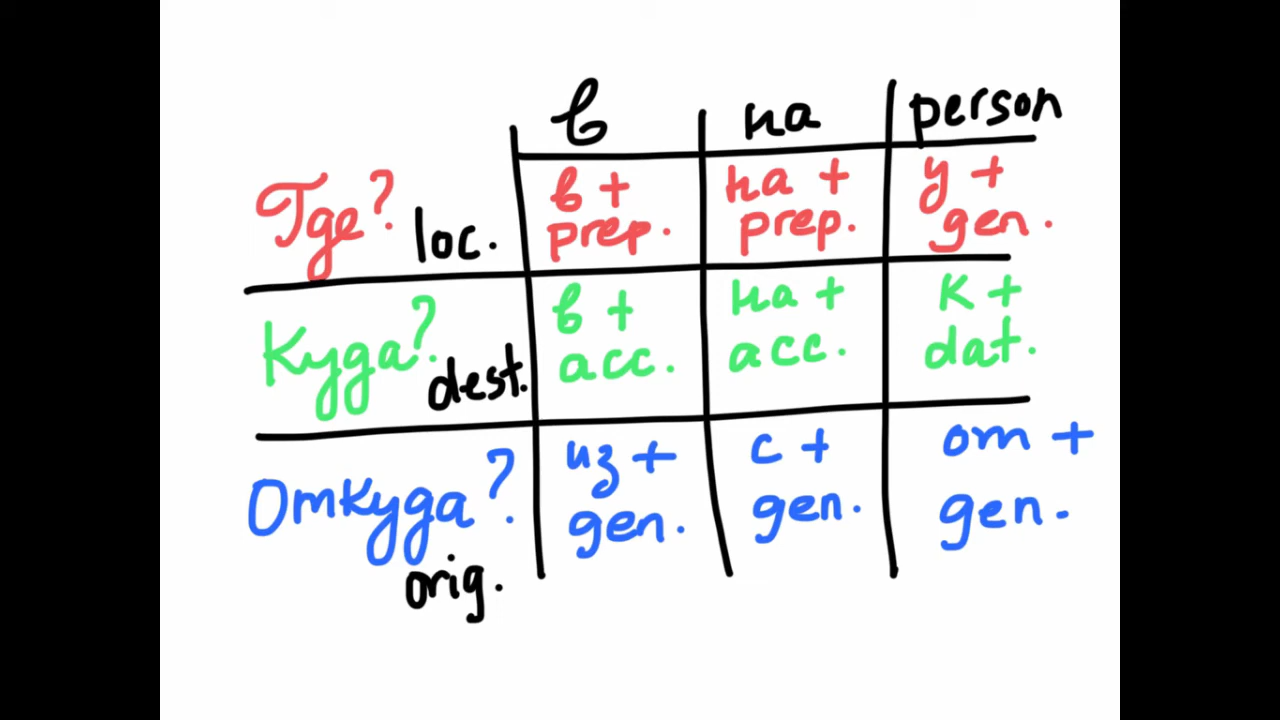 в на person
Где? loc. в + prep. на + prep. у + gen.
Куда? dest. в + acc. на + acc. к + dat.
Откуда? orig. из + gen. с + gen. от + gen.